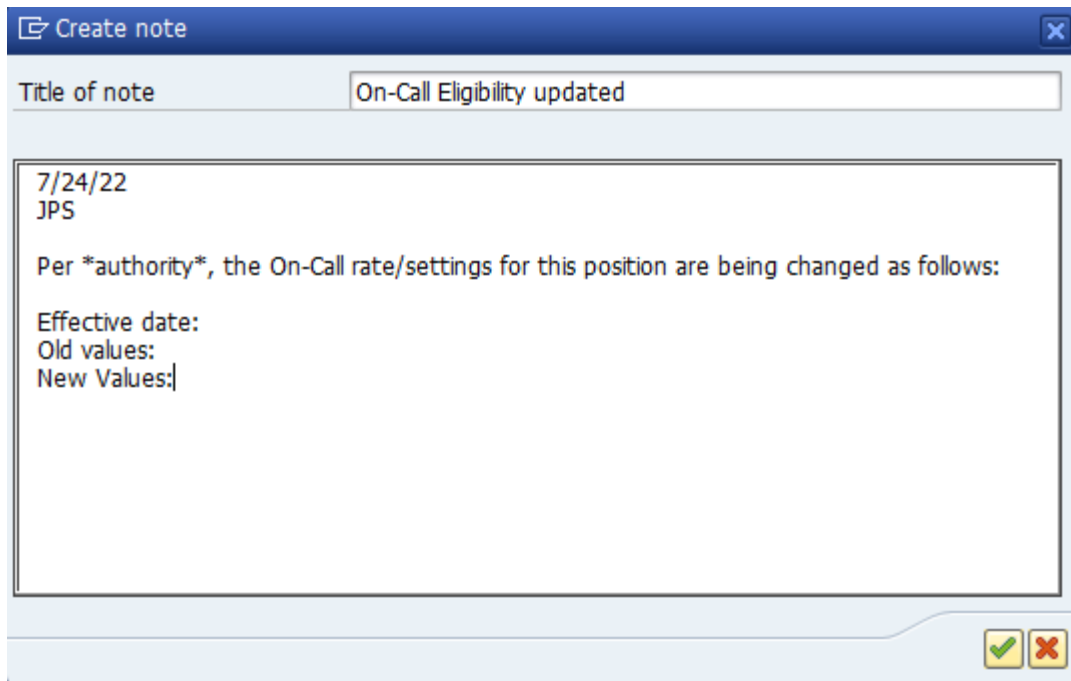 Create note
Title of note On-Call Eligibility updated
7/24/22
JPS
Per *authority*, the On-Call rate/settings for this position are being changed as follows:
Effective date:
Old values:
New Values: